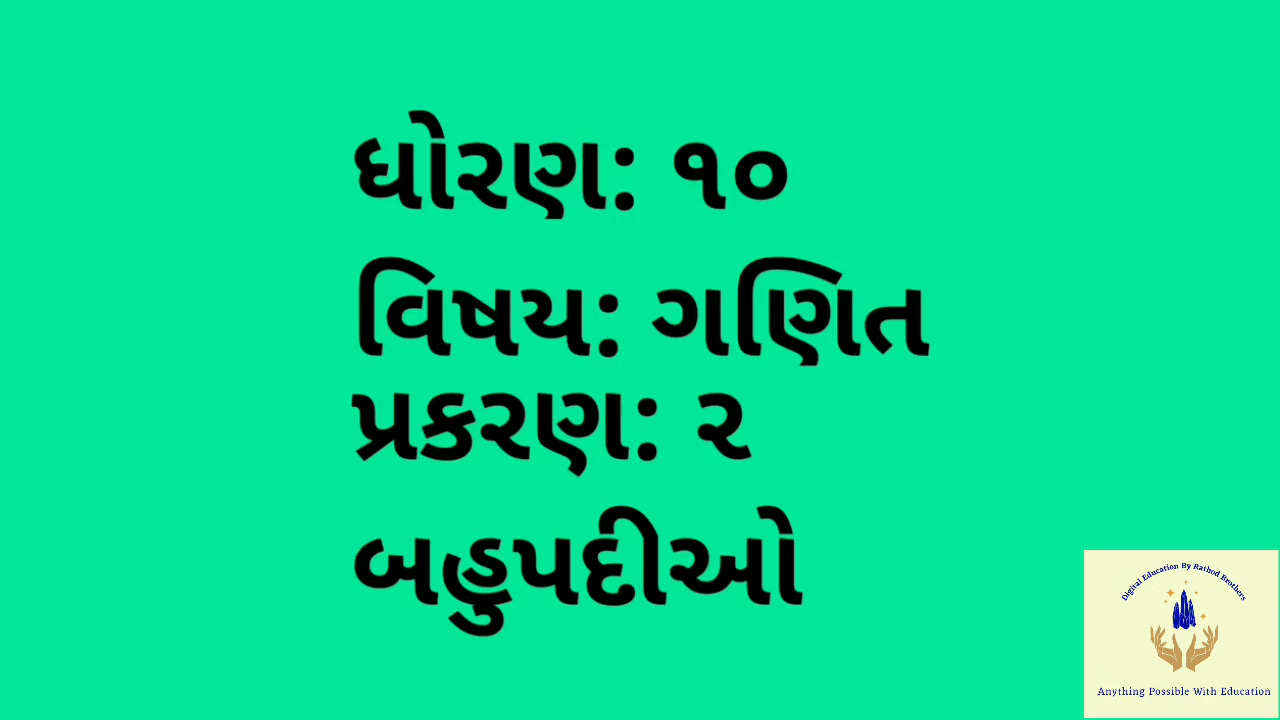 ધોરણ: ૧૦
વિષય: ગણિત
પ્રકરણ: ૨
બહુપદીઓ
Digital Education By Rathod Brothers
Anything Possible With Education